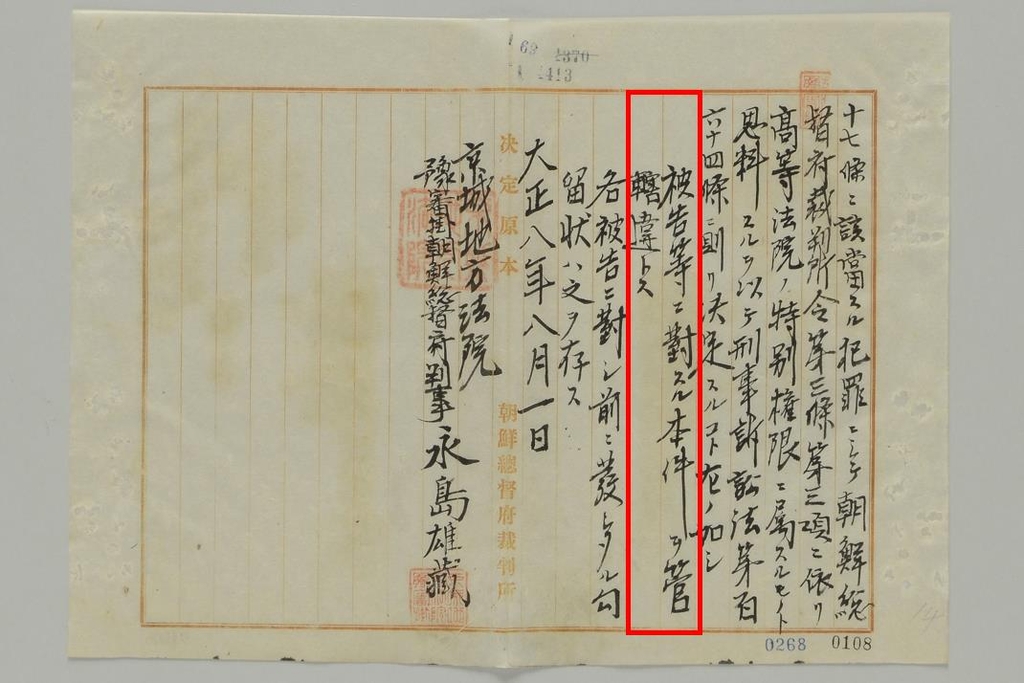 十七條ニ該當スル犯罪ニシテ朝鮮總
督府裁判所令第三條第三項ニ依リ
高等法院ノ特別權限ニ屬スルモノト
思料スルヲ以テ刑事訴訟法第百
六十四條ニ則リ決定スルコト左ノ如シ
被告等ニ對スル本件ヲ管
轄違トス
各被告ニ對シ前ニ發シタル勾
留狀ハ之ヲ存ス
大正八年八月一日
決定原本
朝鮮總督府裁判所
京城地方法院
豫審掛朝鮮總督府判事永島雄藏
69 1370
1413
0268
0108